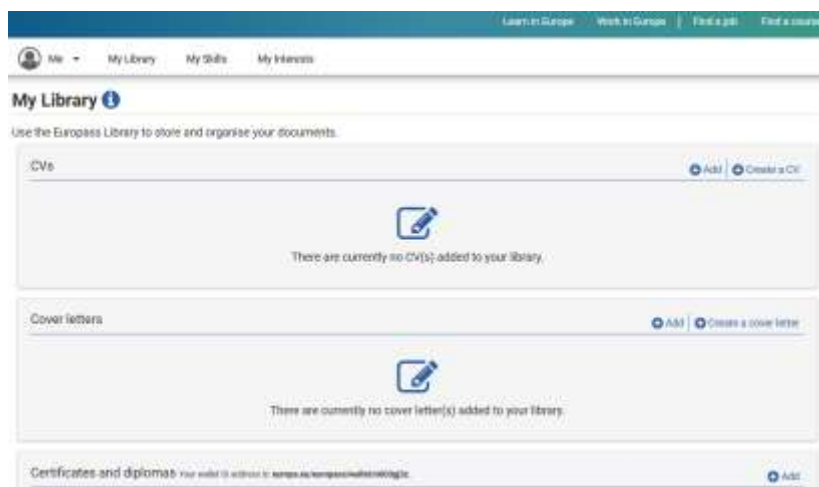 Learn in Europe Work in Europe | Find a job Find a course
Me My Library My Skills My Interests
My Library
Use the Europass Library to store and organise your documents.
CVs
Add Create a CV
There are currently no CV(s) added to your library.
Cover letters
Add Create a cover letter
There are currently no cover letter(s) added to your library.
Certificates and diplomas
Add